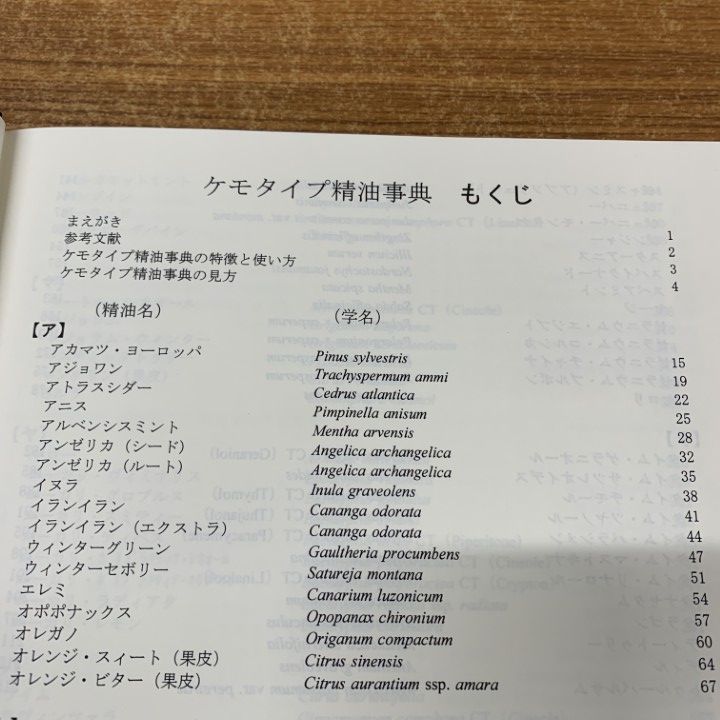 ケモタイプ精油事典 もくじ
まえがき 1
参考文献 2
ケモタイプ精油事典の特徴と使い方 3
ケモタイプ精油事典の見方 4
(精油名) (学名)
【ア】
アカマツ・ヨーロッパ Pinus sylvestris 15
アジョワン Trachyspermum ammi 19
アトラスシダー Cedrus atlantica 22
アニス Pimpinella anisum 25
アルベンシスミント Mentha arvensis 28
アンゼリカ(シード) Angelica archangelica 32
アンゼリカ(ルート) Angelica archangelica 35
イヌラ Inula graveolens 38
イランイラン Cananga odorata 41
イランイラン(エクストラ) Cananga odorata 44
ウィンターグリーン Gaultheria procumbens 47
ウィンターセボリー Satureja montana 51
エレミ Canarium luzonicum 54
オポポナックス Opopanax chironium 57
オレガノ Origanum compactum 60
オレンジ・スィート(果皮) Citrus sinensis 64
オレンジ・ビター(果皮) Citrus aurantium ssp. amara 67